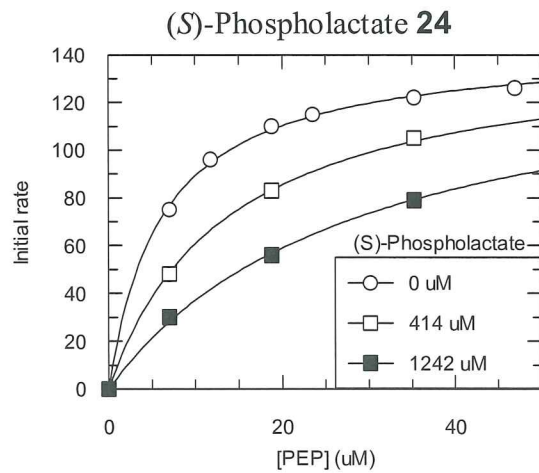 (S)-Phospholactate 24
140
120
100
80
60
40
20
0
Initial rate
0
20
40
[PEP] (uM)
(S)-Phospholactate
0 uM
414 uM
1242 uM